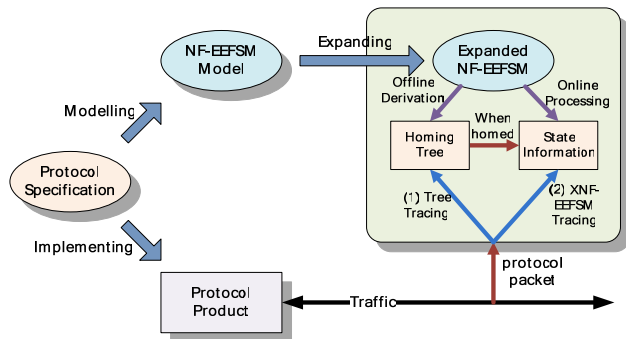 NF-EEFSM
Model
Expanding
Expanded
NF-EEFSM
Offline
Derivation
Online
Processing
Modelling
When
homed
Homing
Tree
State
Information
Protocol
Specification
(1) Tree
Tracing
(2) XNF-
EEFSM
Tracing
Implementing
protocol
packet
Protocol
Product
Traffic